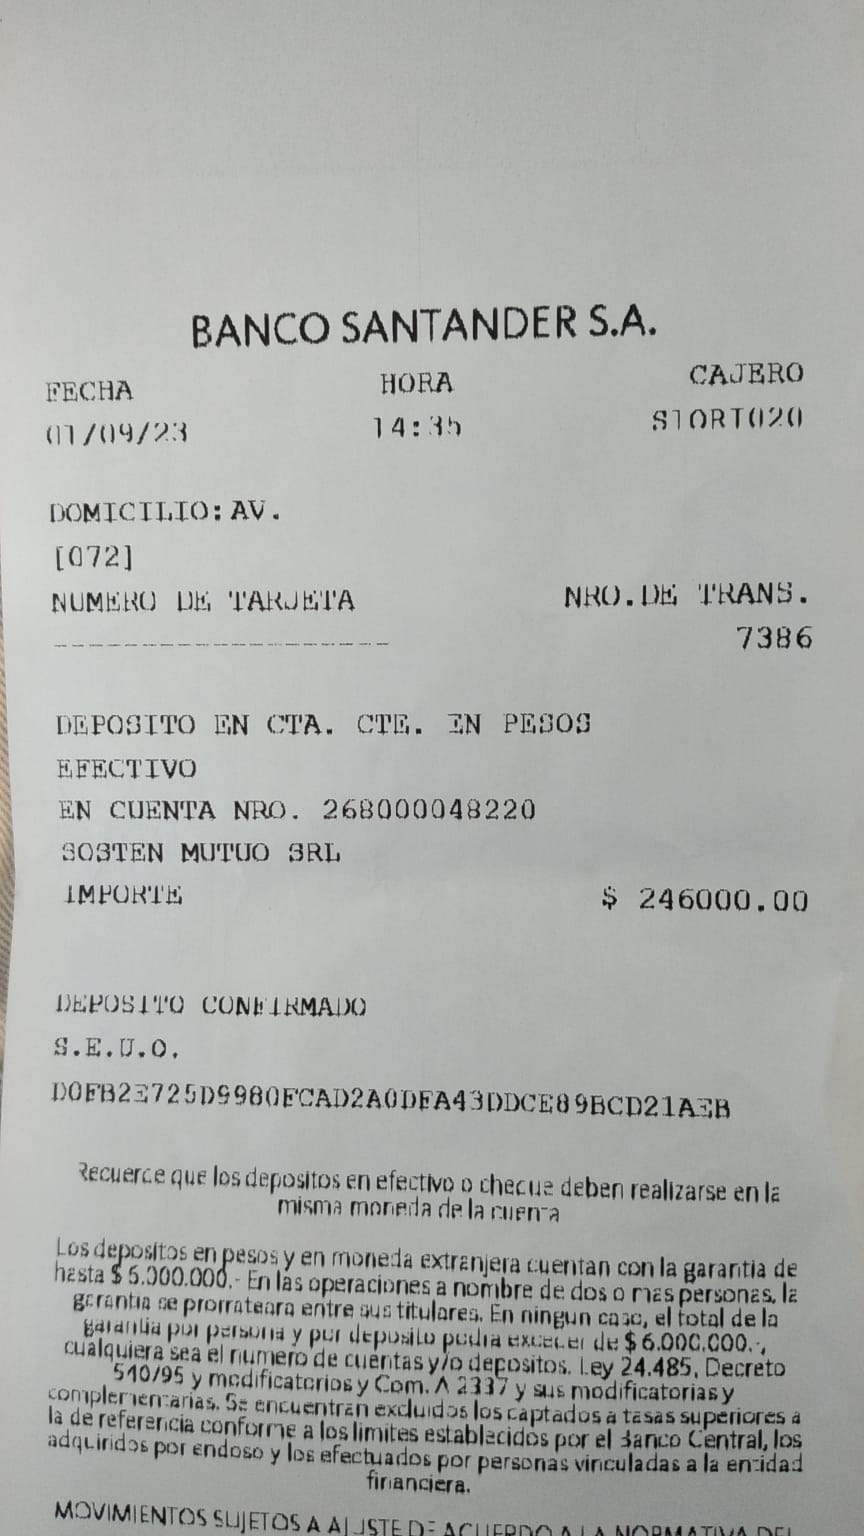 BANCO SANTANDER S.A.
FECHA HORA CAJERO
01/09/23 14:35 S1ORT020
DOMICILIO: AV.
[072]
NUMERO DE TARJETA NRO.DE TRANS.
7386
DEPOSITO EN CTA. CTE. EN PESOS
EFECTIVO
EN CUENTA NRO. 268000048220
SOSTEN MUTUO SRL
IMPORTE $ 246000.00
DEPOSITO CONFIRMADO
S.E.U.O.
D0FB2E725D9980FCAD2A0DFA43DDCE89BCD21AEB
Recuerde que los depositos en efectivo o cheque deben realizarse en la
misma moneda de la cuenta
Los depositos en pesos y en moneda extranjera cuentan con la garantia de
hasta $ 6.000.000.- En las operaciones a nombre de dos o mas personas, la
garantia se prorrateara entre sus titulares. En ningun caso, el total de la
garantia por persona y por deposito podra exceder de $ 6.000.000.-,
cualquiera sea el numero de cuentas y/o depositos. Ley 24.485, Decreto
540/95 y modificatorios y Com. A 2337 y sus modificatorias y
complementarias. Se encuentran excluidos los captados a tasas superiores a
la de referencia conforme a los limites establecidos por el Banco Central, los
adquiridos por endoso y los efectuados por personas vinculadas a la entidad
financiera.
MOVIMIENTOS SUJETOS A AJUSTE DE ACUERDO A LA NORMATIVA DEL